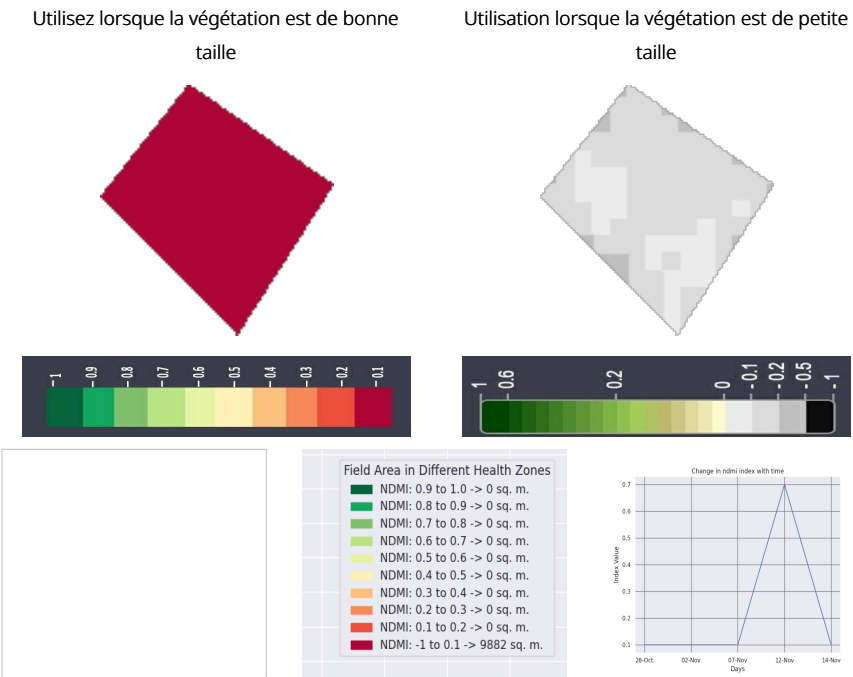 Utilisez lorsque la végétation est de bonne
taille
Utilisation lorsque la végétation est de petite
taille
1
0.9
0.8
0.7
0.6
0.5
0.4
0.3
0.2
0.1
1
0.6
0.2
0
-0.1
-0.2
-0.5
-1
Field Area in Different Health Zones
NDMI: 0.9 to 1.0 -> 0 sq. m.
NDMI: 0.8 to 0.9 -> 0 sq. m.
NDMI: 0.7 to 0.8 -> 0 sq. m.
NDMI: 0.6 to 0.7 -> 0 sq. m.
NDMI: 0.5 to 0.6 -> 0 sq. m.
NDMI: 0.4 to 0.5 -> 0 sq. m.
NDMI: 0.3 to 0.4 -> 0 sq. m.
NDMI: 0.2 to 0.3 -> 0 sq. m.
NDMI: 0.1 to 0.2 -> 0 sq. m.
NDMI: -1 to 0.1 -> 9882 sq. m.
Change in ndmi index with time
Index Value
0.7
0.6
0.5
0.4
0.3
0.2
0.1
28-Oct 02-Nov 07-Nov 12-Nov 14-Nov
Days